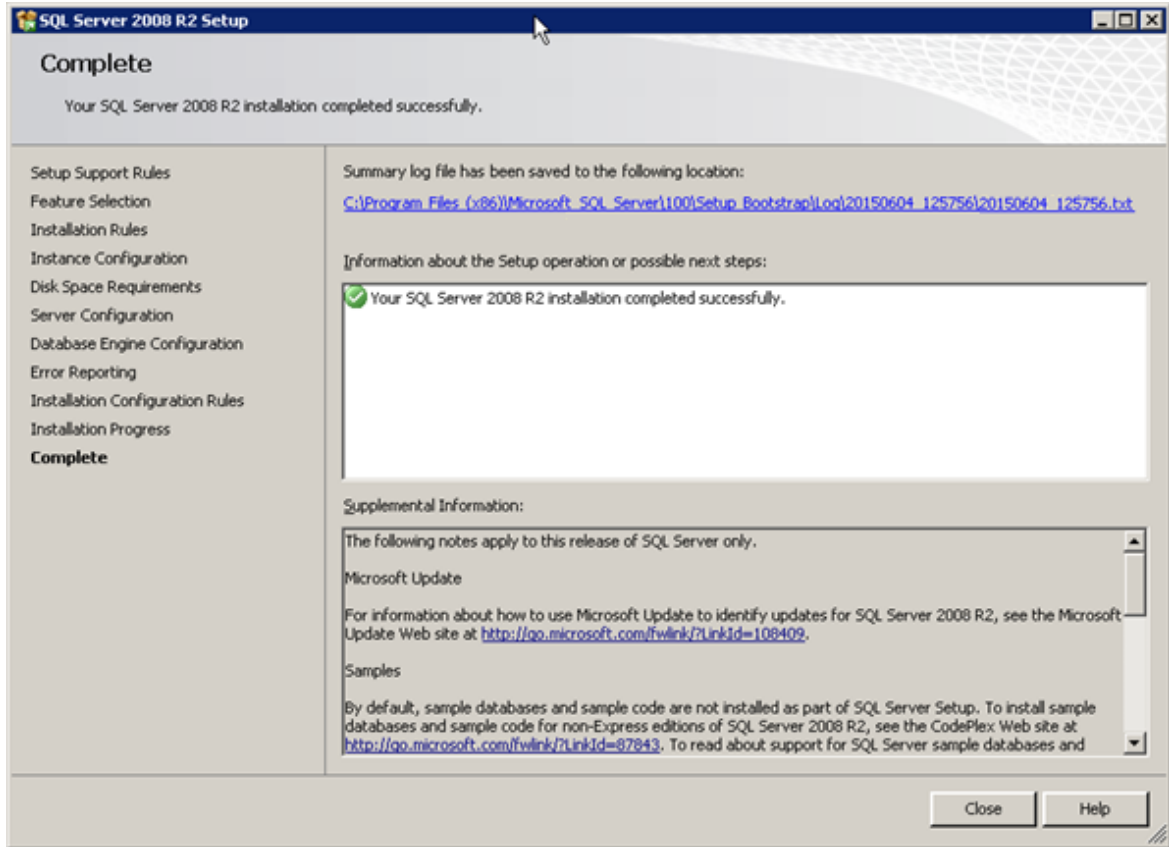 SQL Server 2008 R2 Setup
Complete
Your SQL Server 2008 R2 installation completed successfully.
Setup Support Rules
Feature Selection
Installation Rules
Instance Configuration
Disk Space Requirements
Server Configuration
Database Engine Configuration
Error Reporting
Installation Configuration Rules
Installation Progress
Complete
Summary log file has been saved to the following location:
C:\Program Files (x86)\Microsoft SQL Server\100\Setup Bootstrap\Log\20150604_125756\20150604_125756.txt
Information about the Setup operation or possible next steps:
Your SQL Server 2008 R2 installation completed successfully.
Supplemental Information:
The following notes apply to this release of SQL Server only.
Microsoft Update
For information about how to use Microsoft Update to identify updates for SQL Server 2008 R2, see the Microsoft
Update Web site at http://go.microsoft.com/fwlink/?LinkId=108409.
Samples
By default, sample databases and sample code are not installed as part of SQL Server Setup. To install sample
databases and sample code for non-Express editions of SQL Server 2008 R2, see the CodePlex Web site at
http://go.microsoft.com/fwlink/?LinkId=87843. To read about support for SQL Server sample databases and
Close
Help